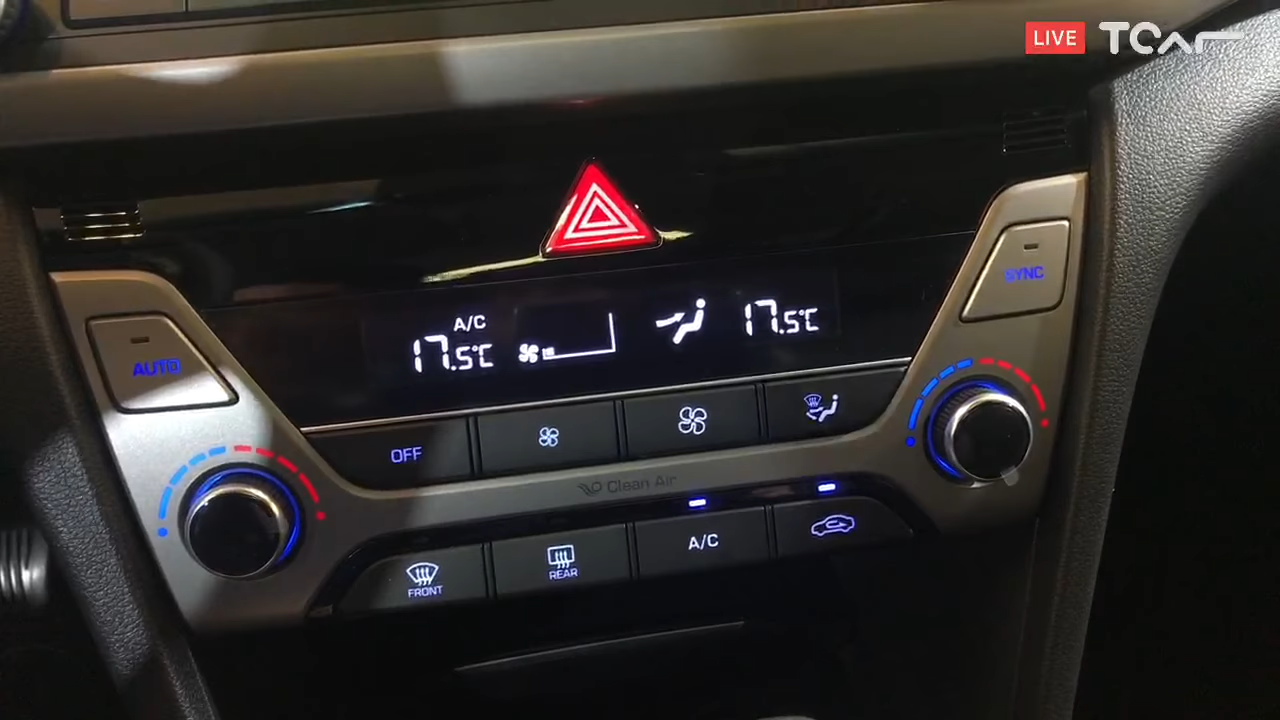 LIVE TCAR
SYNC
A/C
17.5°C
17.5°C
AUTO
OFF
Clean Air
A/C
REAR
FRONT